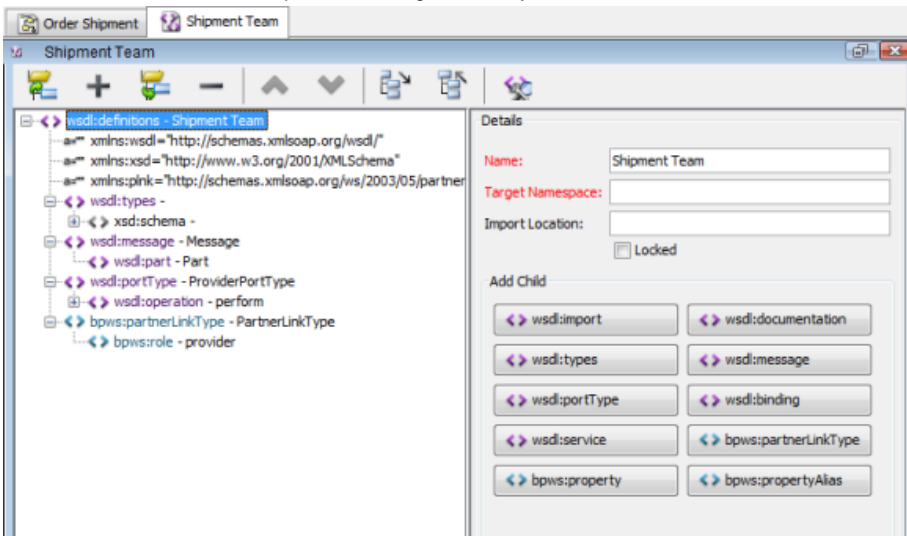 Order Shipment
Shipment Team
Shipment Team
wsdl:definitions - Shipment Team
xmlns:wsdl="http://schemas.xmlsoap.org/wsdl/"
xmlns:xsd="http://www.w3.org/2001/XMLSchema"
xmlns:plnk="http://schemas.xmlsoap.org/ws/2003/05/partner
wsdl:types -
xsd:schema -
wsdl:message - Message
wsdl:part - Part
wsdl:portType - ProviderPortType
wsdl:operation - perform
bpws:partnerLinkType - PartnerLinkType
bpws:role - provider
Details
Name: Shipment Team
Target Namespace:
Import Location:
Locked
Add Child
wsdl:import wsdl:documentation
wsdl:types wsdl:message
wsdl:portType wsdl:binding
wsdl:service bpws:partnerLinkType
bpws:property bpws:propertyAlias